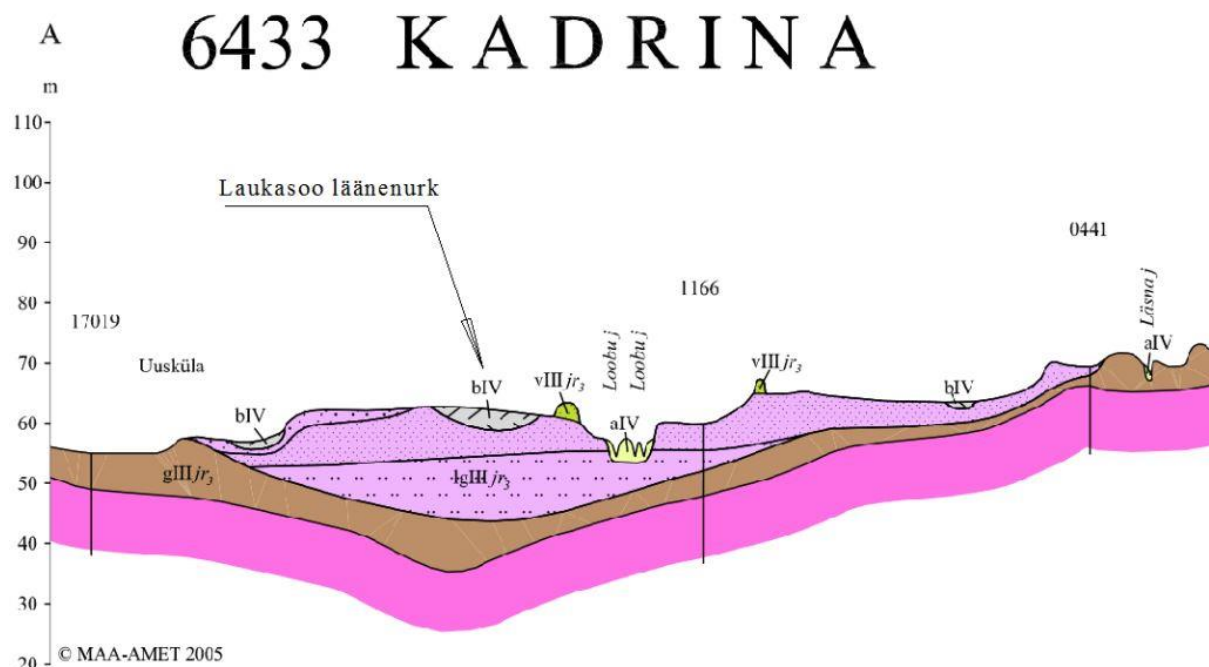 A
6433 KADRINA
m
110
100
90
80
70
60
50
40
30
20
Laukasoo läänenurk
0441
1166
17019
Uusküla
Loobu j
Loobu j
Läsna j
aIV
bIV
vIII jr₃
vIII jr₃
bIV
bIV
aIV
gIII jr₃
lgIII jr₃
© MAA-AMET 2005